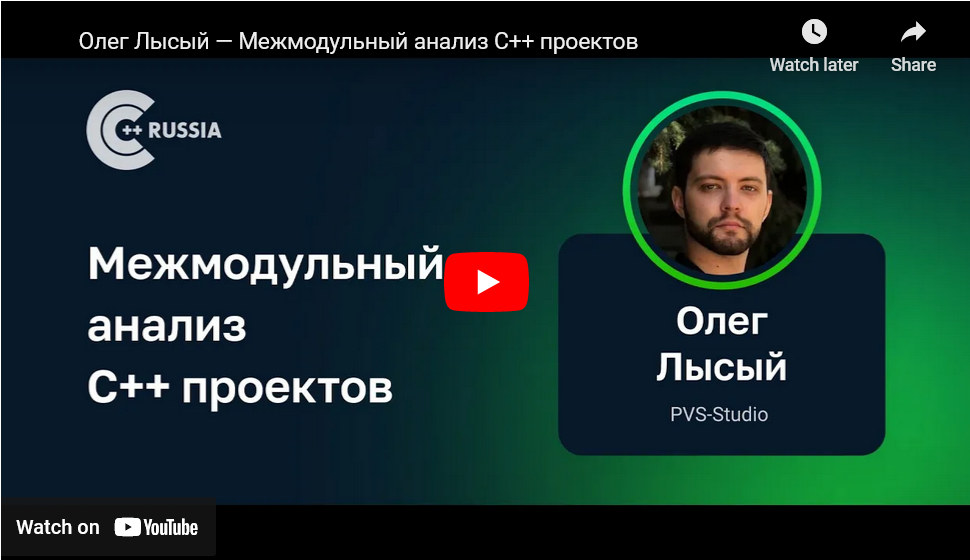 Олег Лысый — Межмодульный анализ C++ проектов
Watch later
Share
C++ RUSSIA
Межмодульный
анализ
C++ проектов
Олег
Лысый
PVS-Studio
Watch on YouTube